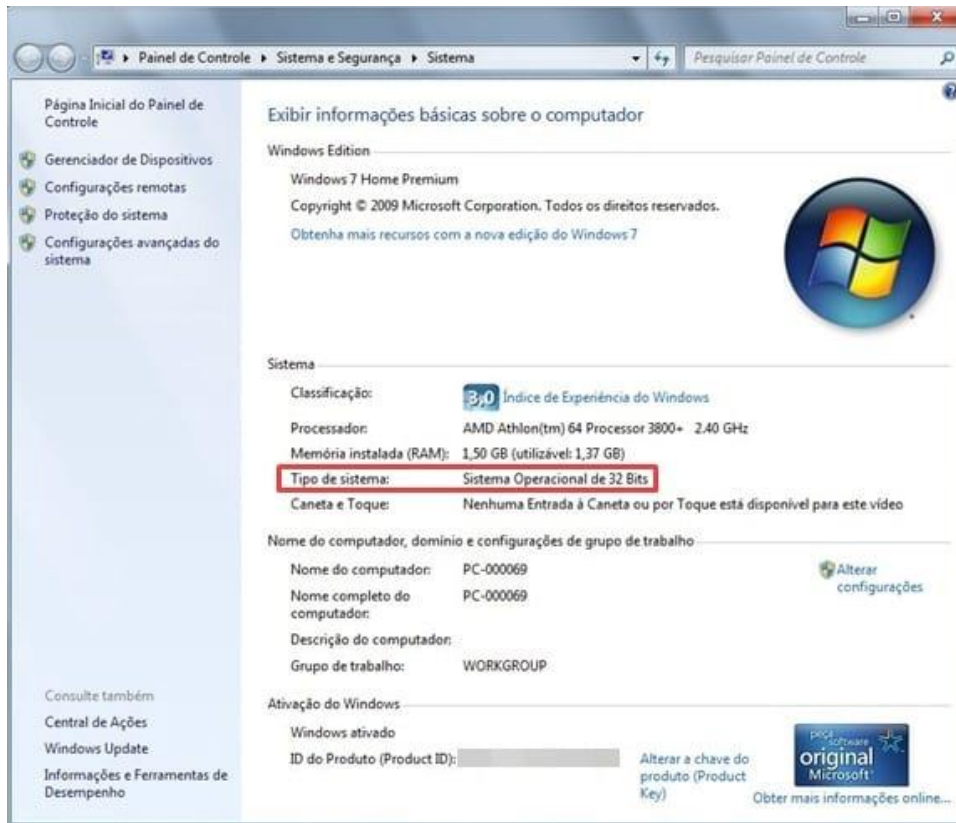 Painel de Controle ▸ Sistema e Segurança ▸ Sistema
Pesquisar Painel de Controle
Página Inicial do Painel de
Controle
Gerenciador de Dispositivos
Configurações remotas
Proteção do sistema
Configurações avançadas do
sistema
Exibir informações básicas sobre o computador
Windows Edition
Windows 7 Home Premium
Copyright © 2009 Microsoft Corporation. Todos os direitos reservados.
Obtenha mais recursos com a nova edição do Windows 7
Sistema
Classificação: 3,0 Índice de Experiência do Windows
Processador: AMD Athlon(tm) 64 Processor 3800+ 2.40 GHz
Memória instalada (RAM): 1,50 GB (utilizável: 1,37 GB)
Tipo de sistema: Sistema Operacional de 32 Bits
Caneta e Toque: Nenhuma Entrada à Caneta ou por Toque está disponível para este vídeo
Nome do computador, domínio e configurações de grupo de trabalho
Nome do computador: PC-000069
Alterar
configurações
Nome completo do
computador:
PC-000069
Descrição do computador:
Grupo de trabalho: WORKGROUP
Ativação do Windows
Windows ativado
ID do Produto (Product ID):
Alterar a chave do
produto (Product
Key)
peça
software
original
Microsoft
Obter mais informações online...
Consulte também
Central de Ações
Windows Update
Informações e Ferramentas de
Desempenho